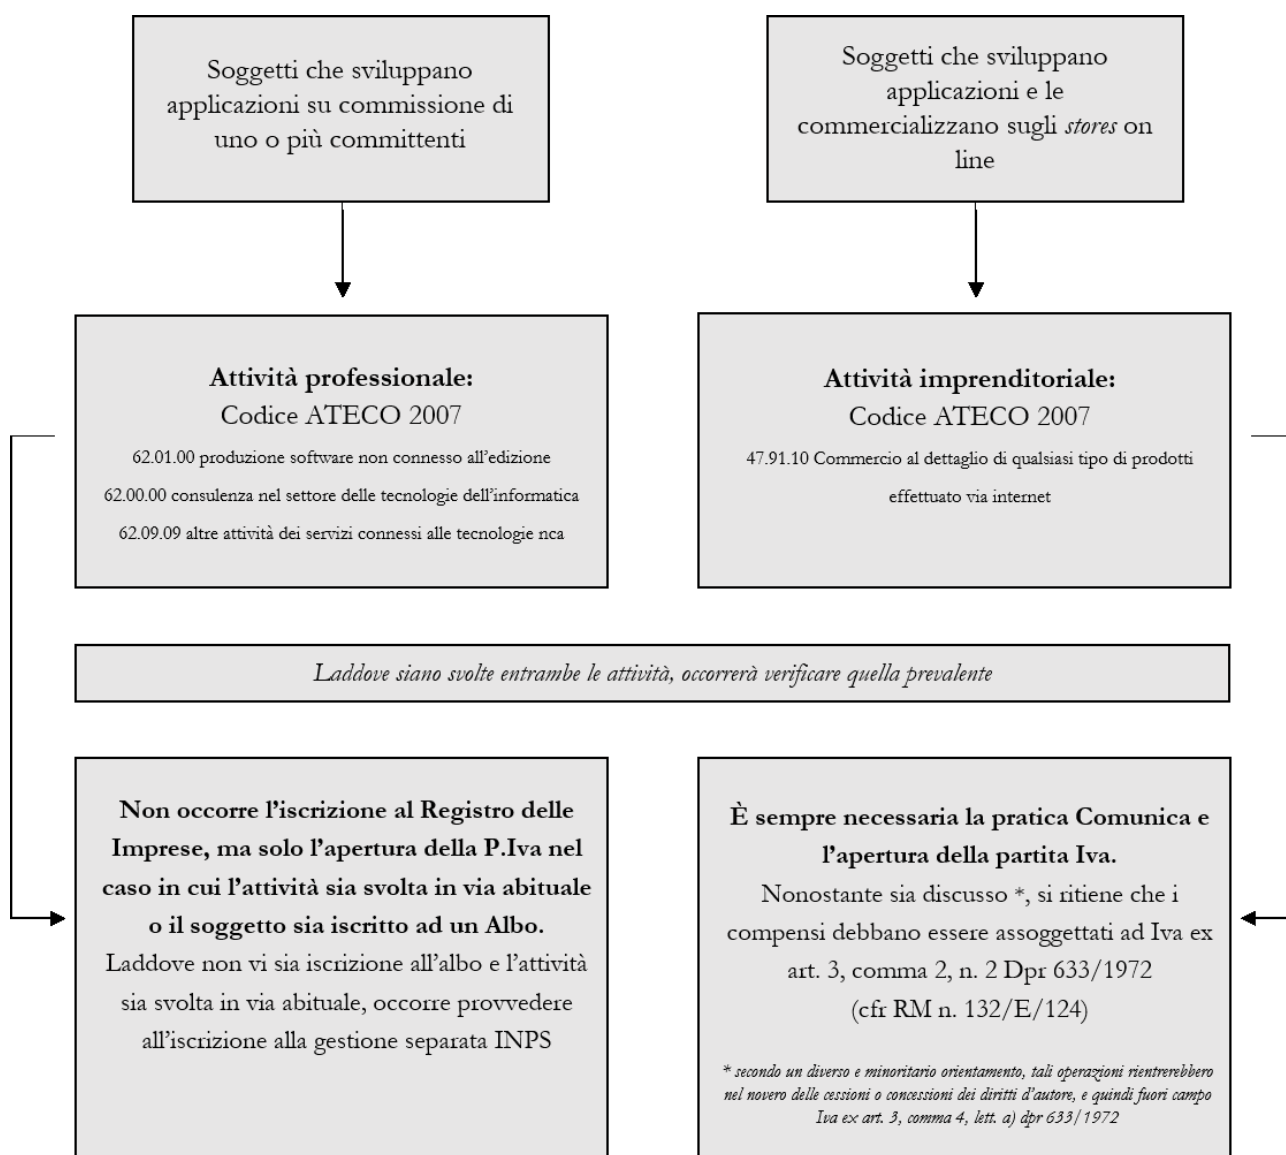 Soggetti che sviluppano
applicazioni su commissione di
uno o più committenti
Soggetti che sviluppano
applicazioni e le
commercializzano sugli stores on
line
Attività professionale:
Codice ATECO 2007
62.01.00 produzione software non connesso all'edizione
62.00.00 consulenza nel settore delle tecnologie dell'informatica
62.09.09 altre attività dei servizi connessi alle tecnologie nca
Attività imprenditoriale:
Codice ATECO 2007
47.91.10 Commercio al dettaglio di qualsiasi tipo di prodotti
effettuato via internet
Laddove siano svolte entrambe le attività, occorrerà verificare quella prevalente
Non occorre l'iscrizione al Registro delle
Imprese, ma solo l'apertura della P.Iva nel
caso in cui l'attività sia svolta in via abituale
o il soggetto sia iscritto ad un Albo.
Laddove non vi sia iscrizione all'albo e l'attività
sia svolta in via abituale, occorre provvedere
all'iscrizione alla gestione separata INPS
È sempre necessaria la pratica Comunica e
l'apertura della partita Iva.
Nonostante sia discusso *, si ritiene che i
compensi debbano essere assoggettati ad Iva ex
art. 3, comma 2, n. 2 Dpr 633/1972
(cfr RM n. 132/E/124)
* secondo un diverso e minoritario orientamento, tali operazioni rientrerebbero
nel novero delle cessioni o concessioni dei diritti d'autore, e quindi fuori campo
Iva ex art. 3, comma 4, lett. a) dpr 633/1972